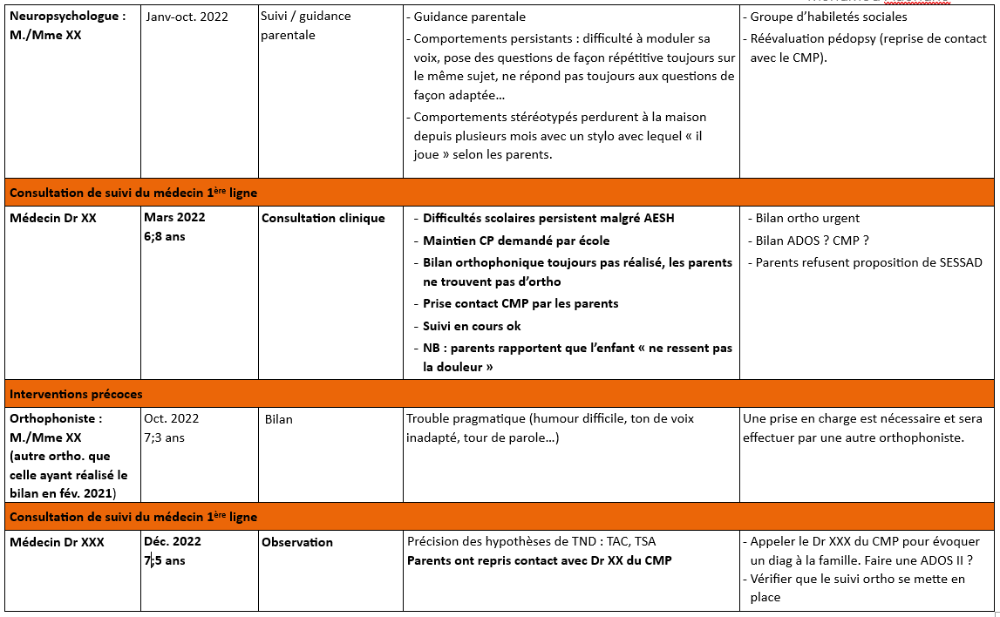 Neuropsychologue :
M./Mme XX
Janv-oct. 2022
Suivi / guidance
parentale
- Guidance parentale
- Comportements persistants : difficulté à moduler sa
voix, pose des questions de façon répétitive toujours sur
le même sujet, ne répond pas toujours aux questions de
façon adaptée…
- Comportements stéréotypés perdurent à la maison
depuis plusieurs mois avec un stylo avec lequel « il
joue » selon les parents.
- Groupe d’habiletés sociales
- Réévaluation pédopsy (reprise de contact
avec le CMP).
Consultation de suivi du médecin 1ère ligne
Médecin Dr XX
Mars 2022
6;8 ans
Consultation clinique
- Difficultés scolaires persistent malgré AESH
- Maintien CP demandé par école
- Bilan orthophonique toujours pas réalisé, les parents
ne trouvent pas d’ortho
- Prise contact CMP par les parents
- Suivi en cours ok
- NB : parents rapportent que l’enfant « ne ressent pas
la douleur »
- Bilan ortho urgent
- Bilan ADOS ? CMP ?
- Parents refusent proposition de SESSAD
Interventions précoces
Orthophoniste :
M./Mme XX
(autre ortho. que
celle ayant réalisé le
bilan en fév. 2021)
Oct. 2022
7;3 ans
Bilan
Trouble pragmatique (humour difficile, ton de voix
inadapté, tour de parole…)
Une prise en charge est nécessaire et sera
effectuer par une autre orthophoniste.
Consultation de suivi du médecin 1ère ligne
Médecin Dr XXX
Déc. 2022
7;5 ans
Observation
Précision des hypothèses de TND : TAC, TSA
Parents ont repris contact avec Dr XX du CMP
- Appeler le Dr XXX du CMP pour évoquer
un diag à la famille. Faire une ADOS II ?
- Vérifier que le suivi ortho se mette en
place